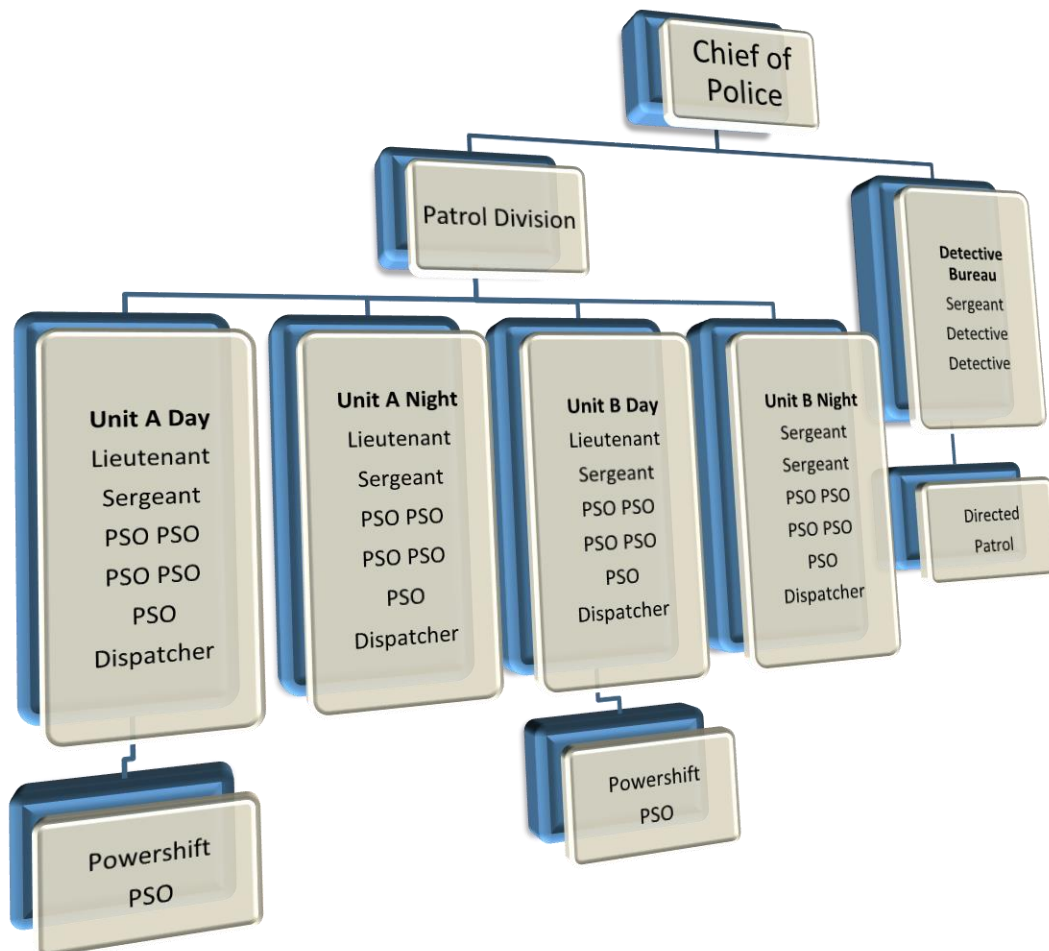 Chief of
Police
Patrol Division
Detective
Bureau
Sergeant
Detective
Detective
Unit A Day
Lieutenant
Sergeant
PSO PSO
PSO PSO
PSO
Dispatcher
Unit A Night
Lieutenant
Sergeant
PSO PSO
PSO PSO
PSO
Dispatcher
Unit B Day
Lieutenant
Sergeant
PSO PSO
PSO PSO
PSO
Dispatcher
Unit B Night
Sergeant
Sergeant
PSO PSO
PSO PSO
PSO
Dispatcher
Directed
Patrol
Powershift
PSO
Powershift
PSO